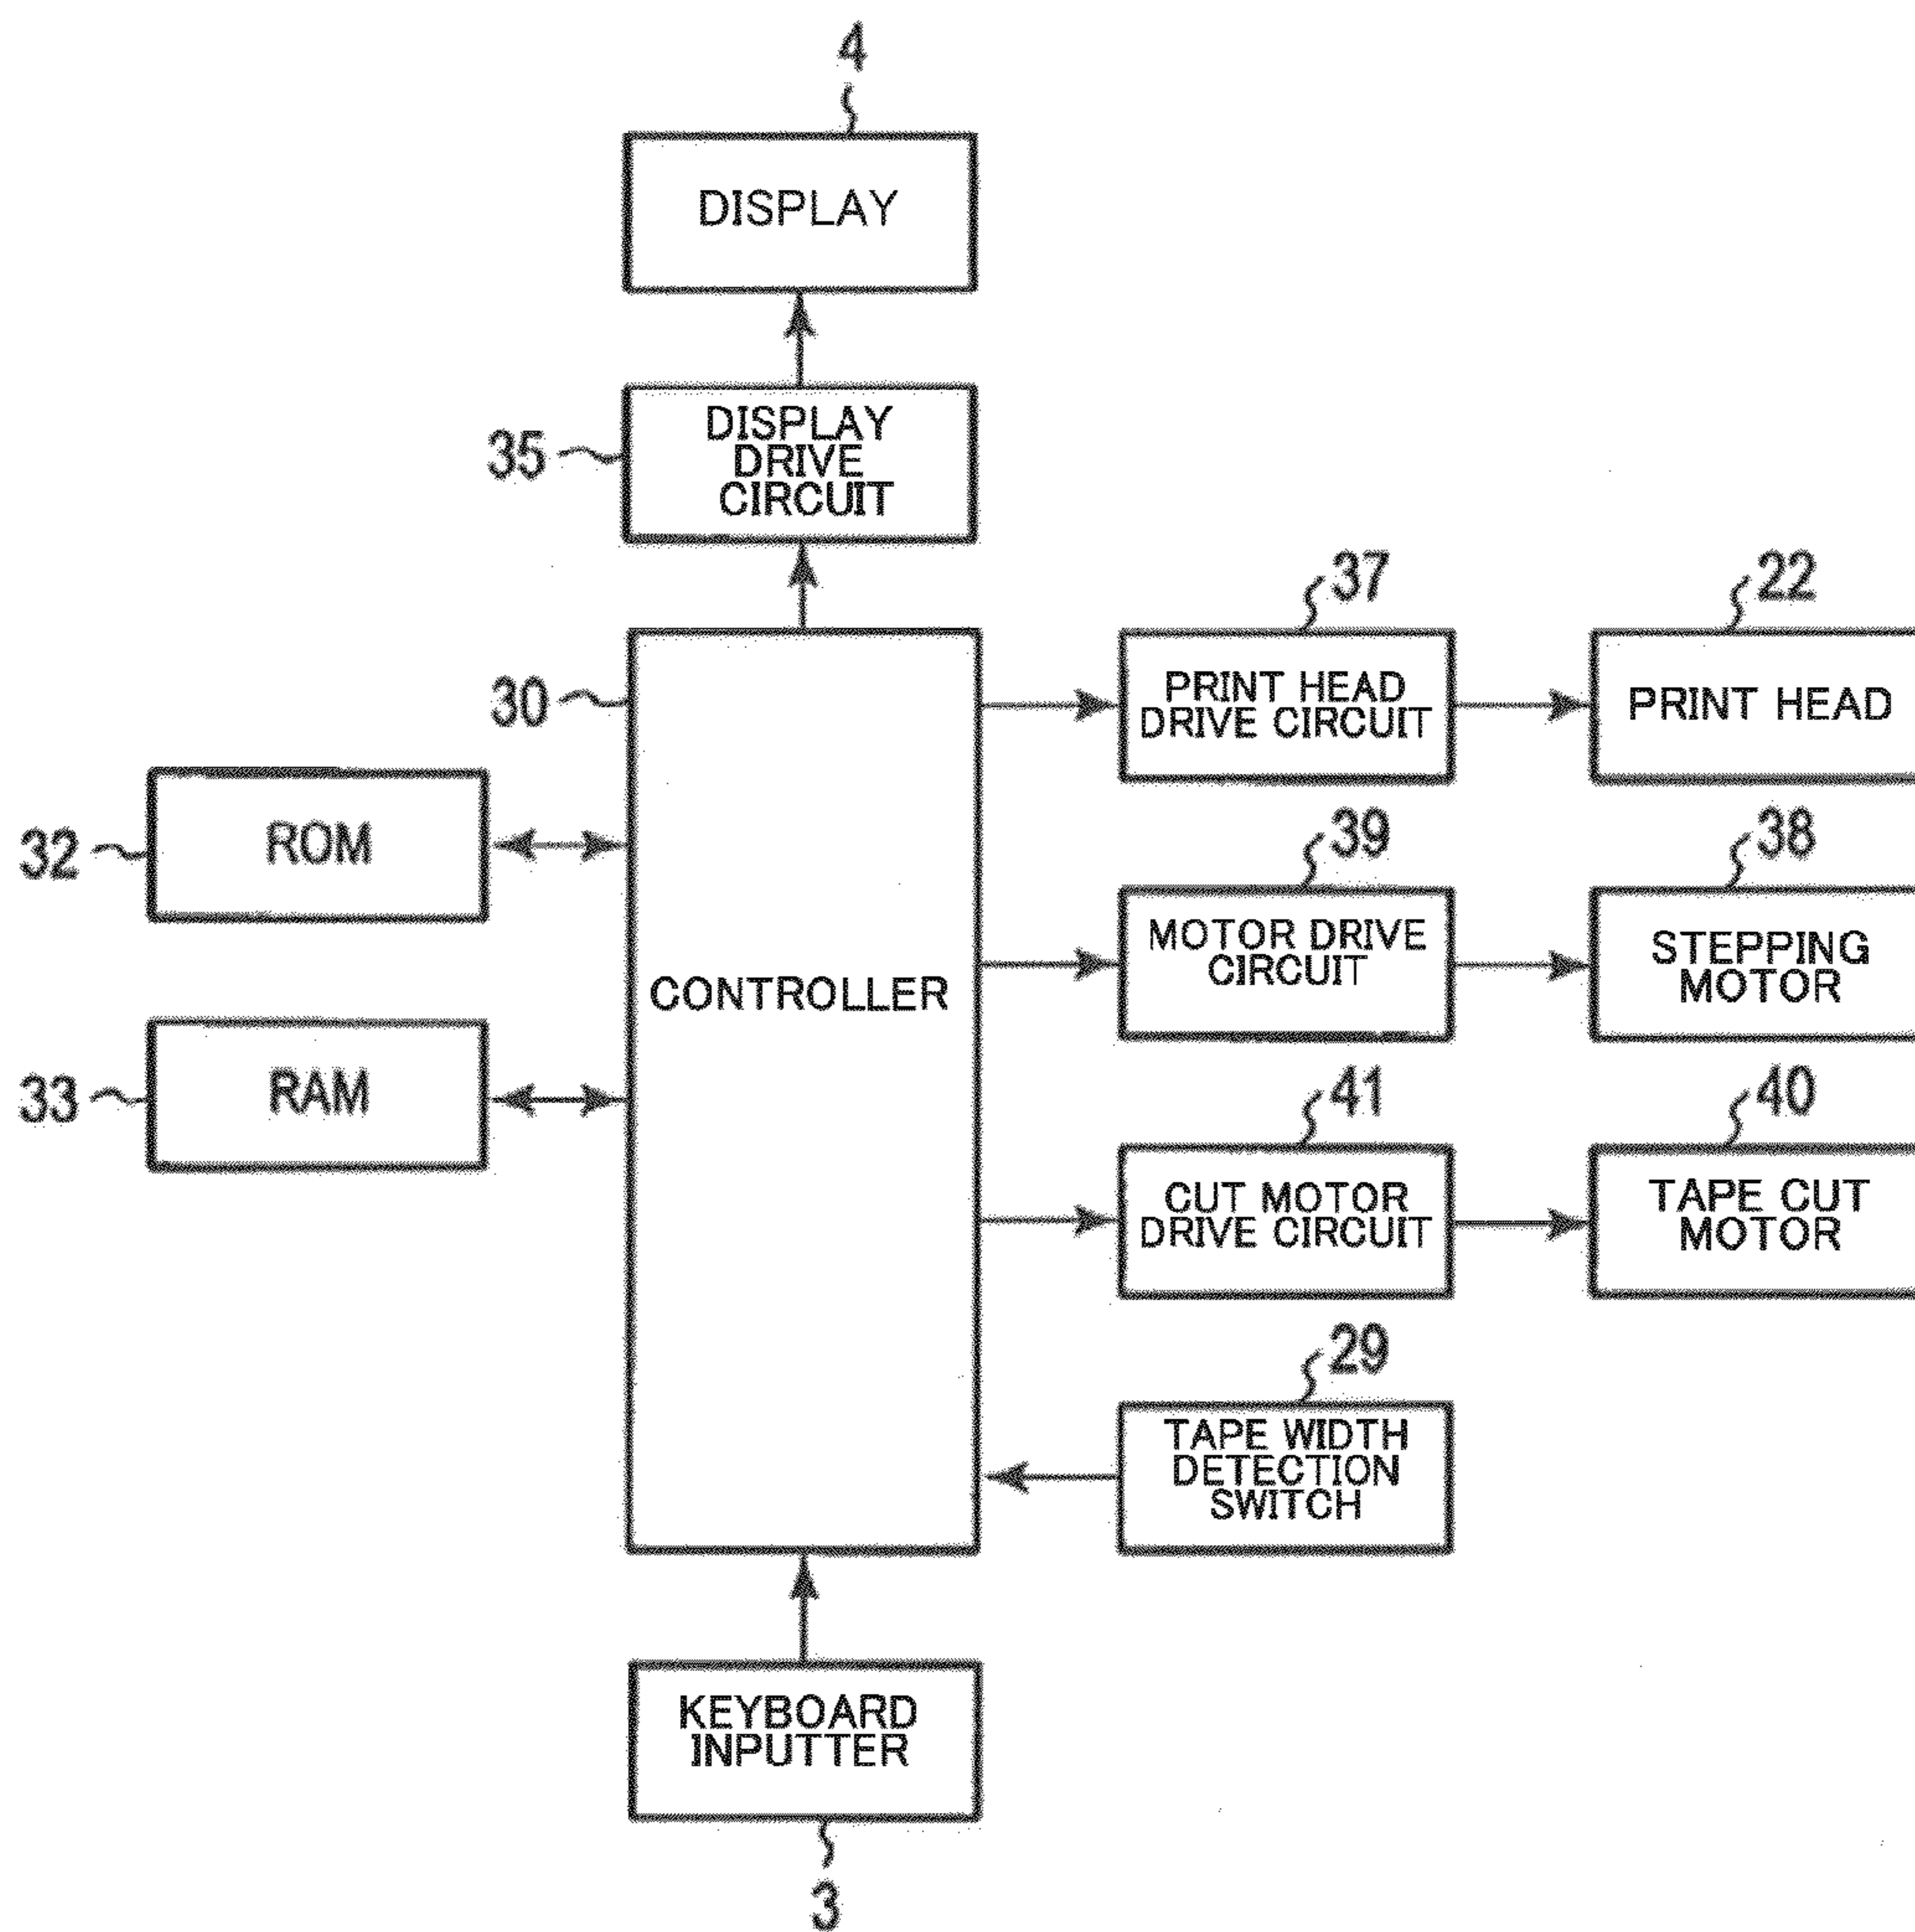 4
DISPLAY
35
DISPLAY
DRIVE
CIRCUIT
37
22
30
PRINT HEAD
DRIVE CIRCUIT
PRINT HEAD
32
ROM
39
38
MOTOR DRIVE
CIRCUIT
STEPPING
MOTOR
CONTROLLER
33
RAM
41
40
CUT MOTOR
DRIVE CIRCUIT
TAPE CUT
MOTOR
29
TAPE WIDTH
DETECTION
SWITCH
KEYBOARD
INPUTTER
3